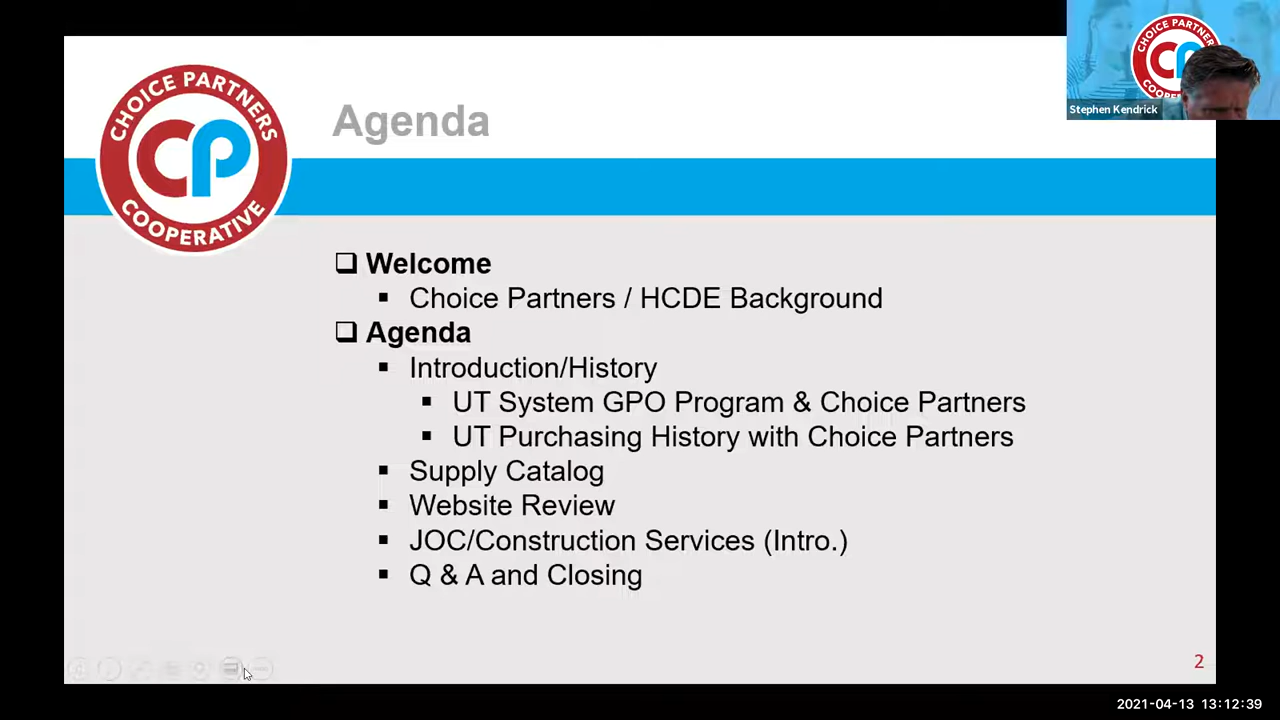 CHOICE PARTNERS
CP
COOPERATIVE
Agenda
CHOICE PARTNERS
Stephen Kendrick
❑ Welcome
▪ Choice Partners / HCDE Background
❑ Agenda
▪ Introduction/History
▪ UT System GPO Program & Choice Partners
▪ UT Purchasing History with Choice Partners
▪ Supply Catalog
▪ Website Review
▪ JOC/Construction Services (Intro.)
▪ Q & A and Closing
2
2021-04-13 13:12:39